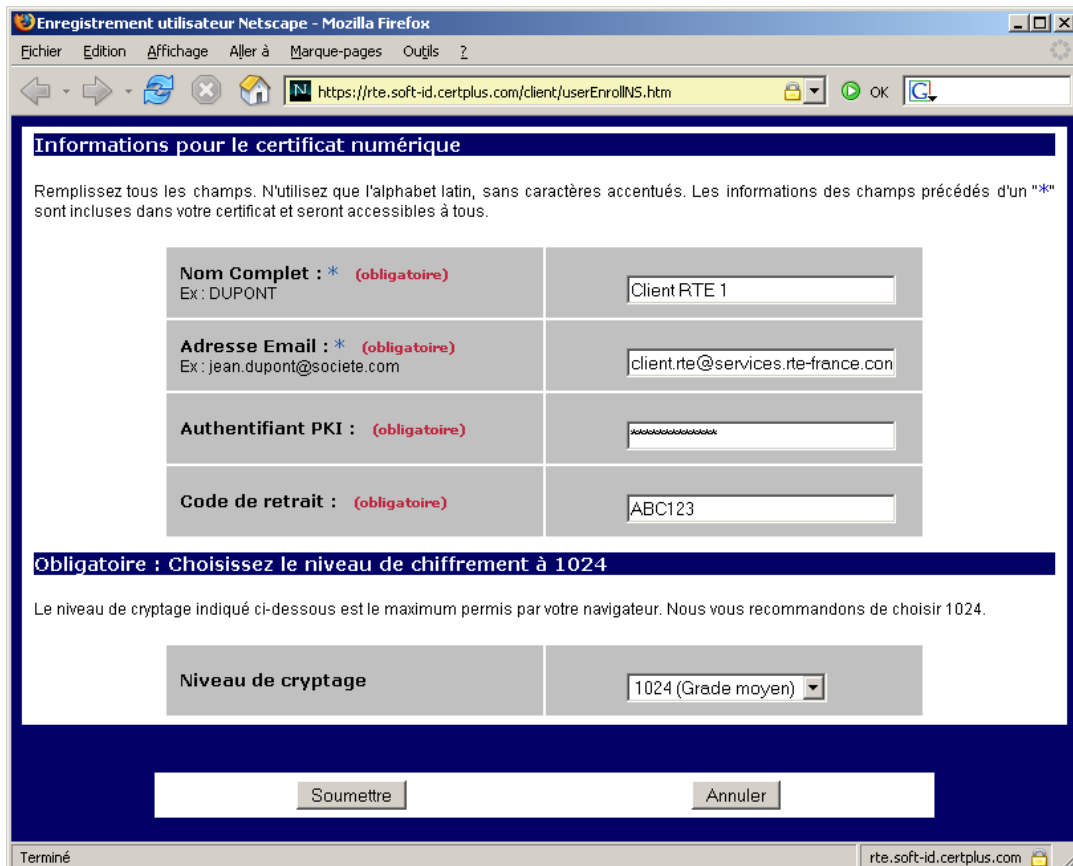 Enregistrement utilisateur Netscape - Mozilla Firefox
Fichier Edition Affichage Aller à Marque-pages Outils ?
https://rte.soft-id.certplus.com/client/userEnrollNS.htm OK
Informations pour le certificat numérique
Remplissez tous les champs. N'utilisez que l'alphabet latin, sans caractères accentués. Les informations des champs précédés d'un "*"
sont incluses dans votre certificat et seront accessibles à tous.
Nom Complet : * (obligatoire)
Ex : DUPONT
Client RTE 1
Adresse Email : * (obligatoire)
Ex : jean.dupont@societe.com
client.rte@services.rte-france.con
Authentifiant PKI : (obligatoire)
**************
Code de retrait : (obligatoire)
ABC123
Obligatoire : Choisissez le niveau de chiffrement à 1024
Le niveau de cryptage indiqué ci-dessous est le maximum permis par votre navigateur. Nous vous recommandons de choisir 1024.
Niveau de cryptage
1024 (Grade moyen)
Soumettre Annuler
Terminé rte.soft-id.certplus.com